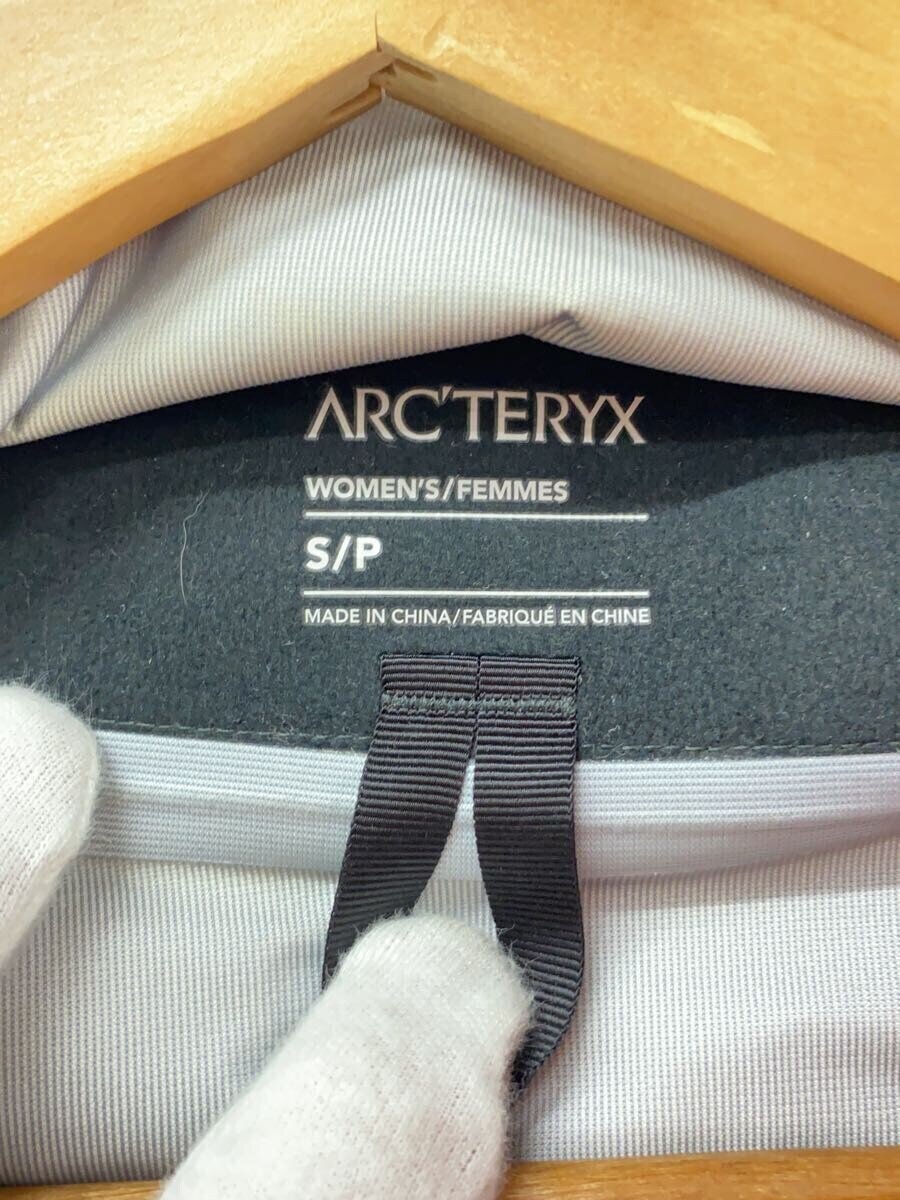 ARC'TERYX
WOMEN'S/FEMMES
S/P
MADE IN CHINA/FABRIQUÉ EN CHINE